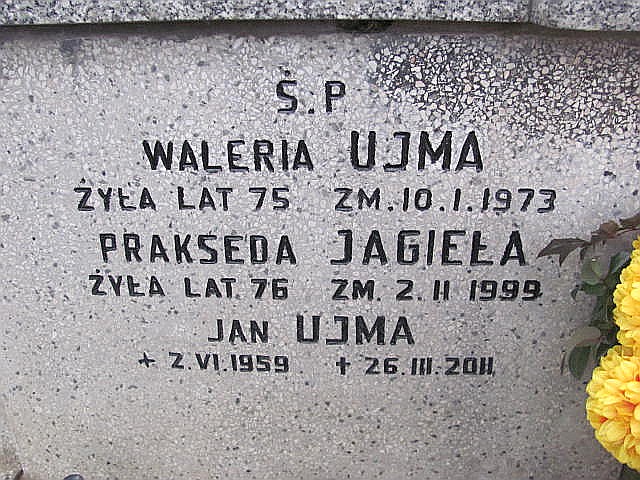 Ś.P
WALERIA UJMA
ŻYŁA LAT 75 ZM.10.I.1973
PRAKSEDA JAGIEŁA
ŻYŁA LAT.76 ZM. 2.II 1999
JAN UJMA
+ 2.VI.1959 + 26.III.2011